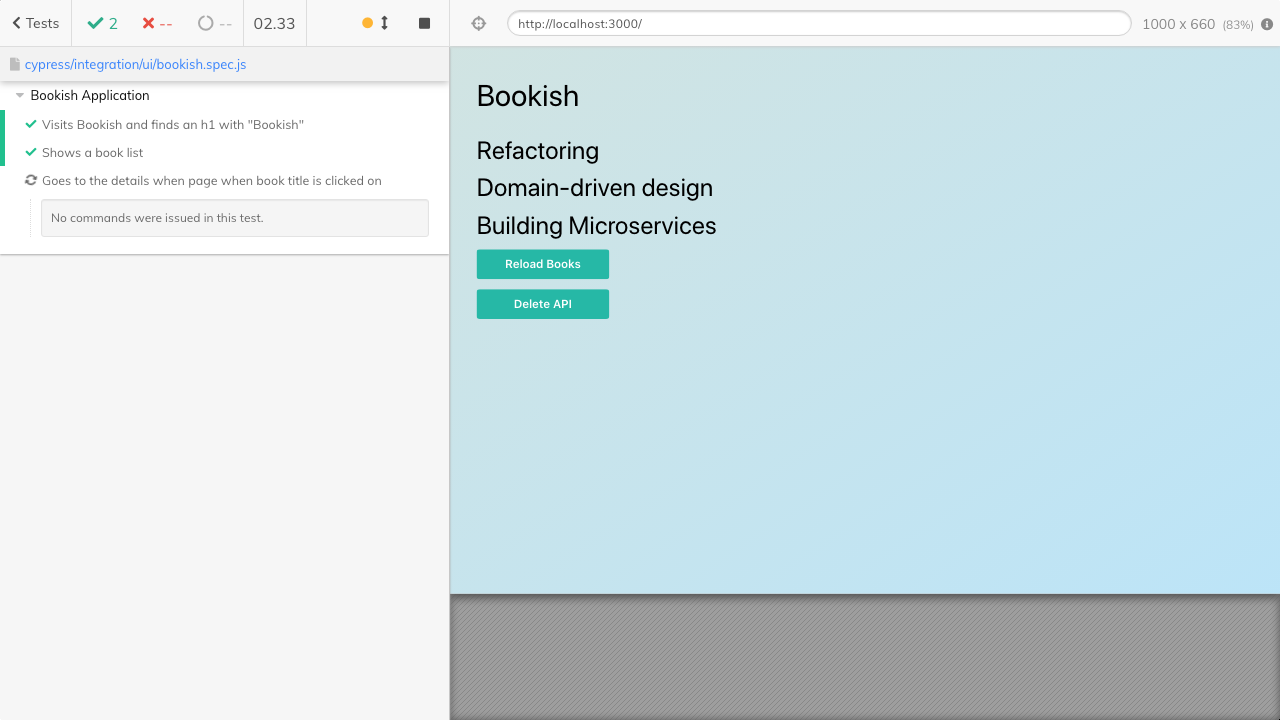 Tests 2 -- -- 02.33
http://localhost:3000/ 1000 x 660 (83%)
cypress/integration/ui/bookish.spec.js
Bookish Application
Visits Bookish and finds an h1 with "Bookish"
Shows a book list
Goes to the details when page when book title is clicked on
No commands were issued in this test.
Bookish
Refactoring
Domain-driven design
Building Microservices
Reload Books
Delete API